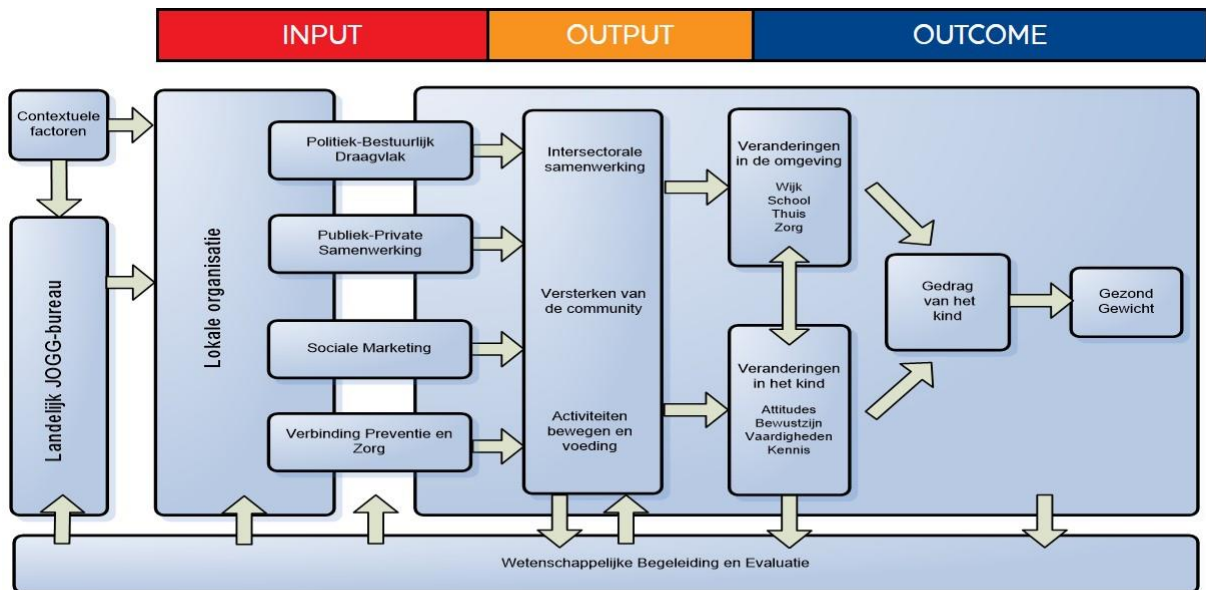 INPUT
OUTPUT
OUTCOME
Contextuele
factoren
Landelijk JOGG-bureau
Lokale organisatie
Politiek-Bestuurlijk
Draagvlak
Publiek-Private
Samenwerking
Sociale Marketing
Verbinding Preventie en
Zorg
Intersectorale
samenwerking
Versterken van
de community
Activiteiten
bewegen en
voeding
Veranderingen
in de omgeving
Wijk
School
Thuis
Zorg
Veranderingen
in het kind
Attitudes
Bewustzijn
Vaardigheden
Kennis
Gedrag
van het
kind
Gezond
Gewicht
Wetenschappelijke Begeleiding en Evaluatie